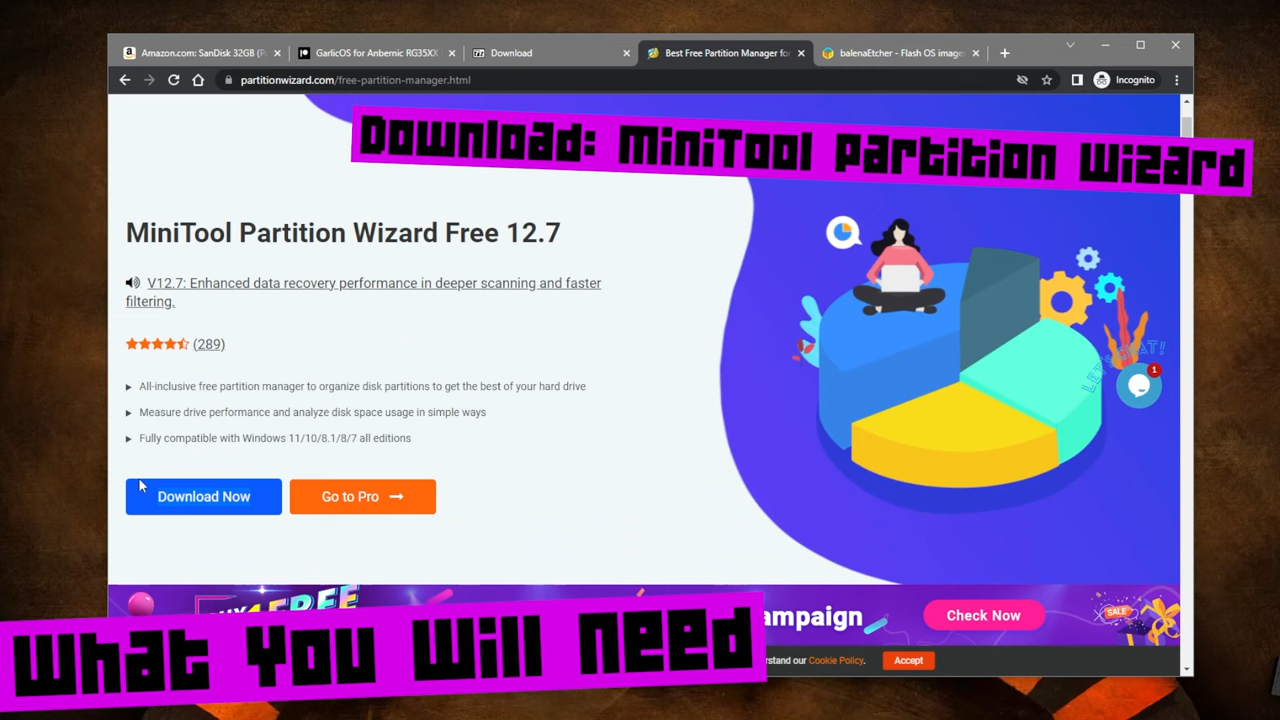 Amazon.com: SanDisk 32GB (P
GarlicOS for Anbernic RG35XX
Download
Best Free Partition Manager fo
balenaEtcher - Flash OS image
partitionwizard.com/free-partition-manager.html
Incognito
Download: MiniTool Partition Wizard
MiniTool Partition Wizard Free 12.7
V12.7: Enhanced data recovery performance in deeper scanning and faster
filtering.
(289)
All-inclusive free partition manager to organize disk partitions to get the best of your hard drive
Measure drive performance and analyze disk space usage in simple ways
Fully compatible with Windows 11/10/8.1/8/7 all editions
LET'S CHAT!
1
Download Now
Go to Pro
FREE
ampaign
Check Now
SALE
What You Will Need
rstand our Cookie Policy.
Accept